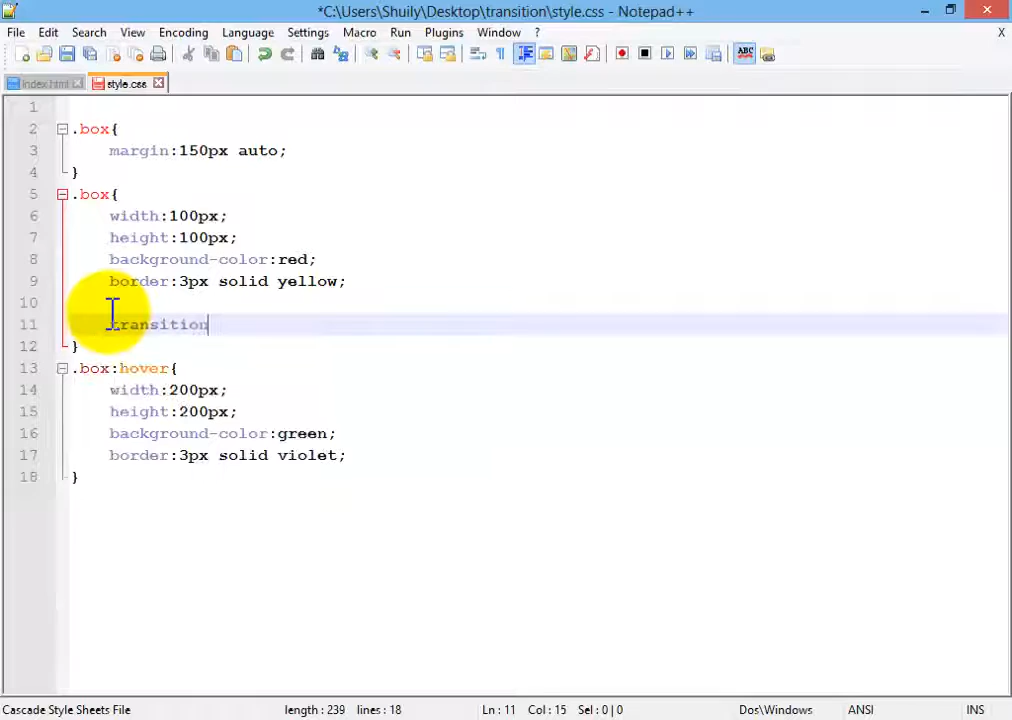 *C:\Users\Shuily\Desktop\transition\style.css - Notepad++
File Edit Search View Encoding Language Settings Macro Run Plugins Window ? X
index.html style.css
1
2 .box{
3 margin:150px auto;
4 }
5 .box{
6 width:100px;
7 height:100px;
8 background-color:red;
9 border:3px solid yellow;
10
11 transition
12 }
13 .box:hover{
14 width:200px;
15 height:200px;
16 background-color:green;
17 border:3px solid violet;
18 }
Cascade Style Sheets File length : 239 lines : 18 Ln : 11 Col : 15 Sel : 0 | 0 Dos\Windows ANSI INS